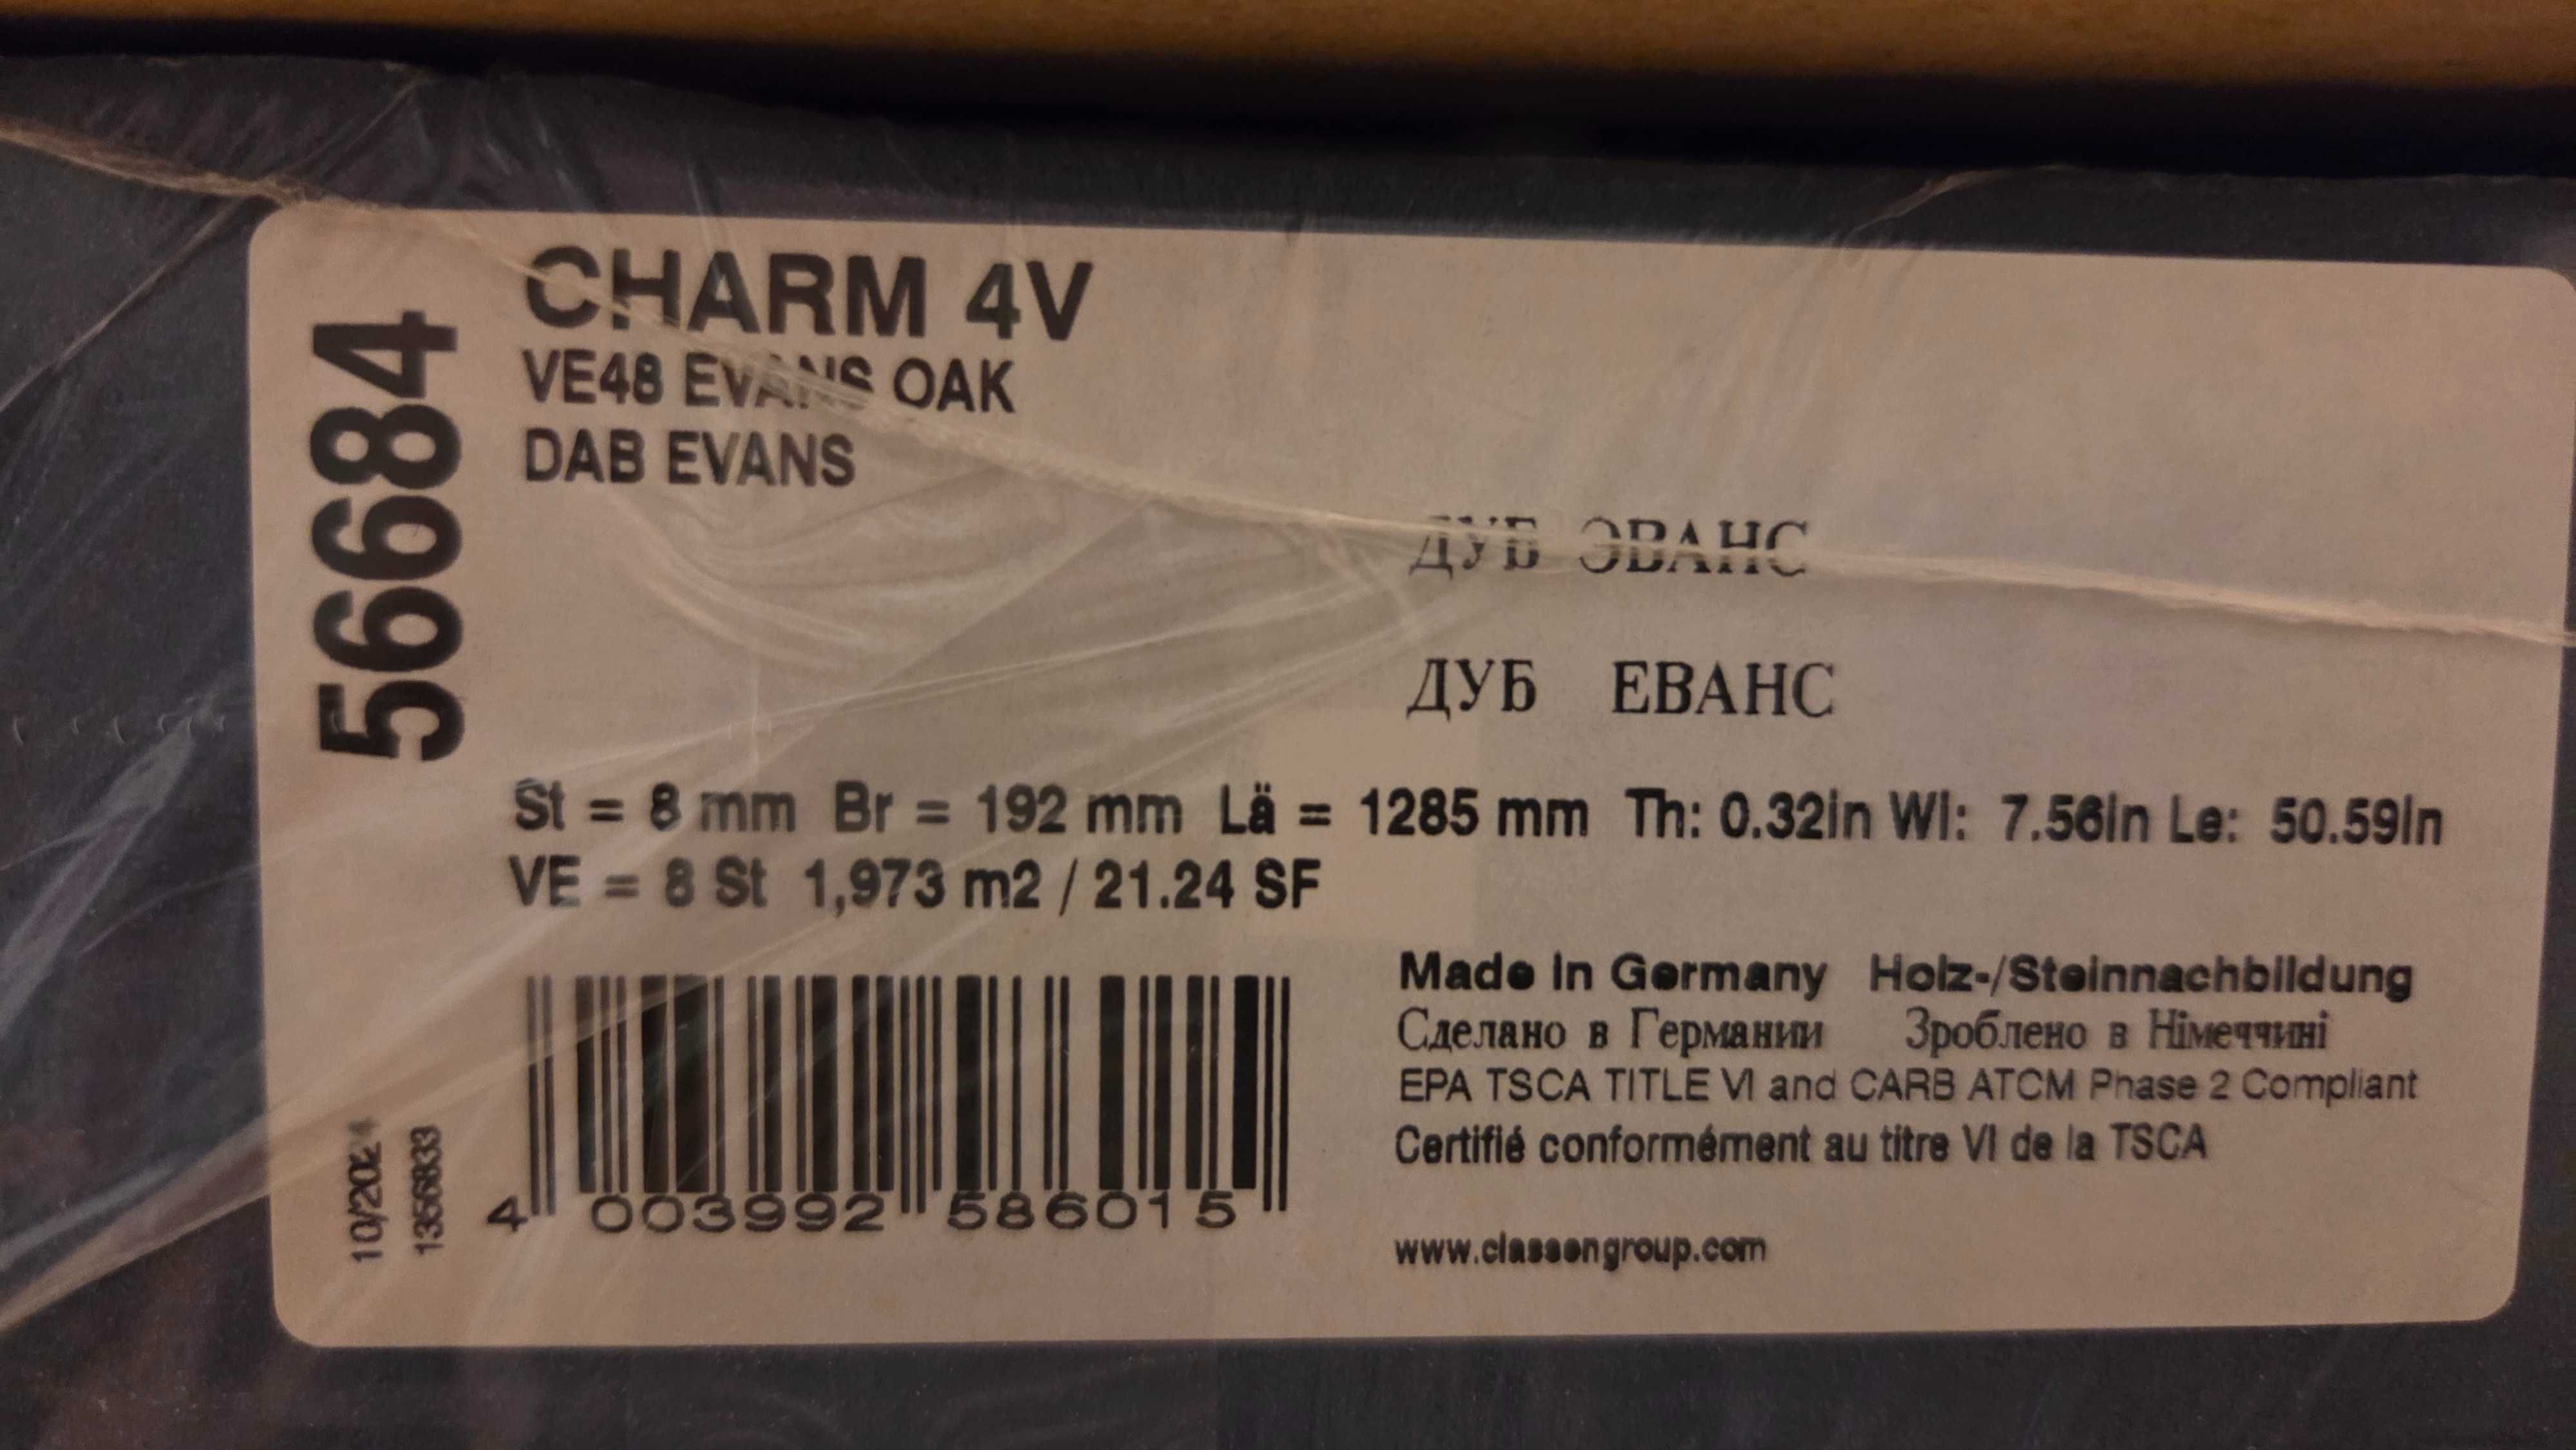 56684
CHARM 4V
VE48 EVANS OAK
DAB EVANS
ДУБ ЭВАНС
ДУБ ЕВАНС
St = 8 mm Br = 192 mm Lä = 1285 mm Th: 0.32in Wi: 7.56in Le: 50.59in
VE = 8 St 1,973 m2 / 21.24 SF
Made in Germany Holz-/Steinnachbildung
Сделано в Германии Зроблено в Німеччині
EPA TSCA TITLE VI and CARB ATCM Phase 2 Compliant
Certifié conformément au titre VI de la TSCA
www.classengroup.com
10/2024
13568833
4 003992 586015